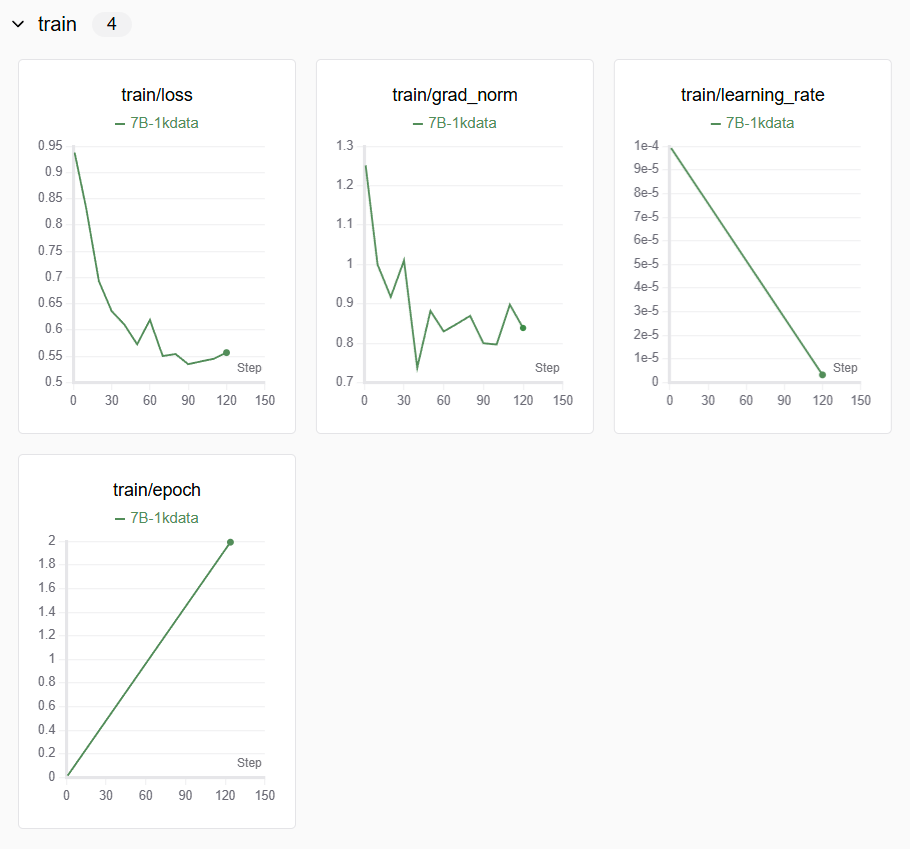 train 4
train/loss
7B-1kdata
0.95
0.9
0.85
0.8
0.75
0.7
0.65
0.6
0.55
0.5
Step
0 30 60 90 120 150
train/grad_norm
7B-1kdata
1.3
1.2
1.1
1
0.9
0.8
0.7
Step
0 30 60 90 120 150
train/learning_rate
7B-1kdata
1e-4
9e-5
8e-5
7e-5
6e-5
5e-5
4e-5
3e-5
2e-5
1e-5
0
Step
0 30 60 90 120 150
train/epoch
7B-1kdata
2
1.8
1.6
1.4
1.2
1
0.8
0.6
0.4
0.2
0
Step
0 30 60 90 120 150